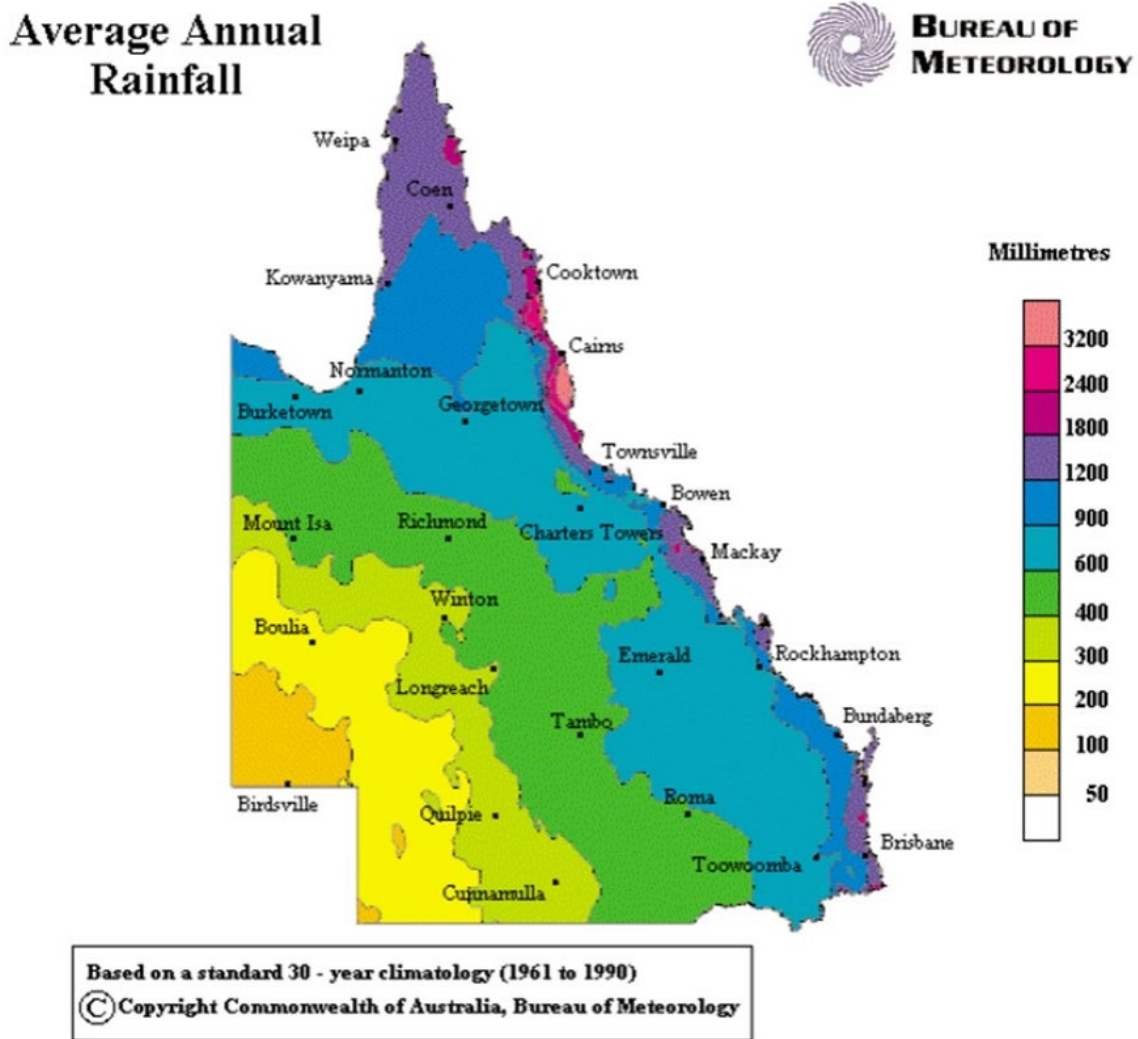 Average Annual
Rainfall
BUREAU OF
METEOROLOGY
Weipa
Coen
Millimetres
Kowanyama
Cooktown
3200
Cairns
Normanton
2400
Burketown
Georgetown
1800
Townsville
1200
Bowen
Mount Isa
Richmond
Charters Towers
900
Mackay
600
Winton
400
Boulia
Emerald
Rockhampton
300
Longreach
200
Tambo
Bundaberg
100
Birdsville
Roma
50
Quilpie
Brisbane
Toowoomba
Cunnamulla
Based on a standard 30 - year climatology (1961 to 1990)
© Copyright Commonwealth of Australia, Bureau of Meteorology